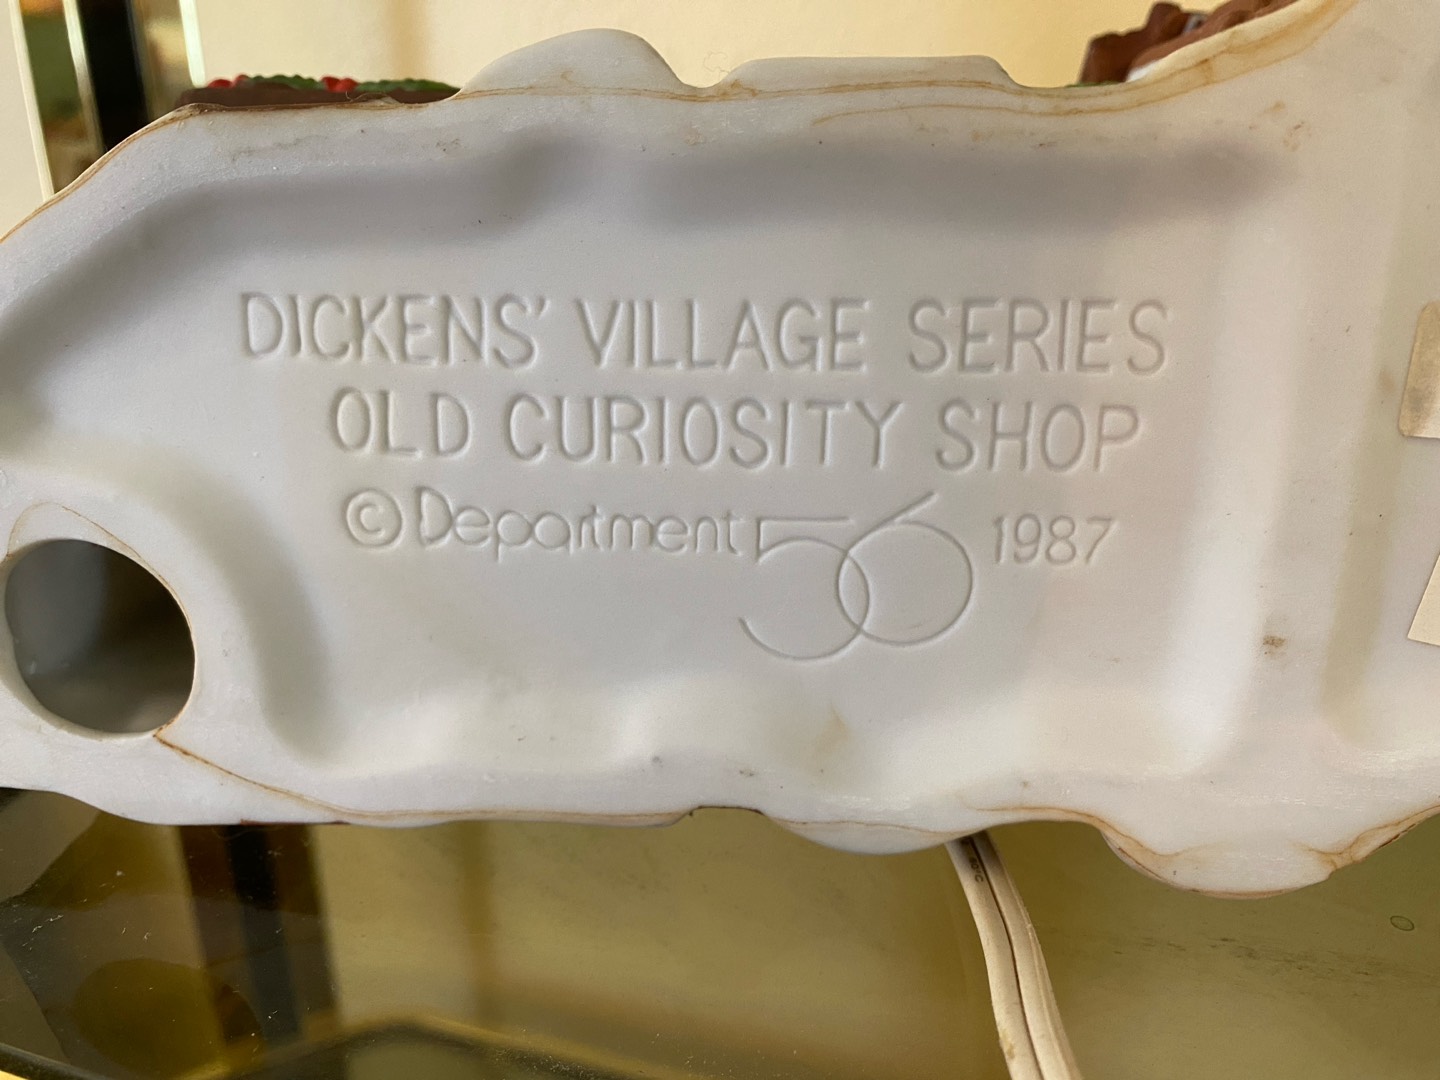 DICKENS' VILLAGE SERIES
OLD CURIOSITY SHOP
© Department 56 1987